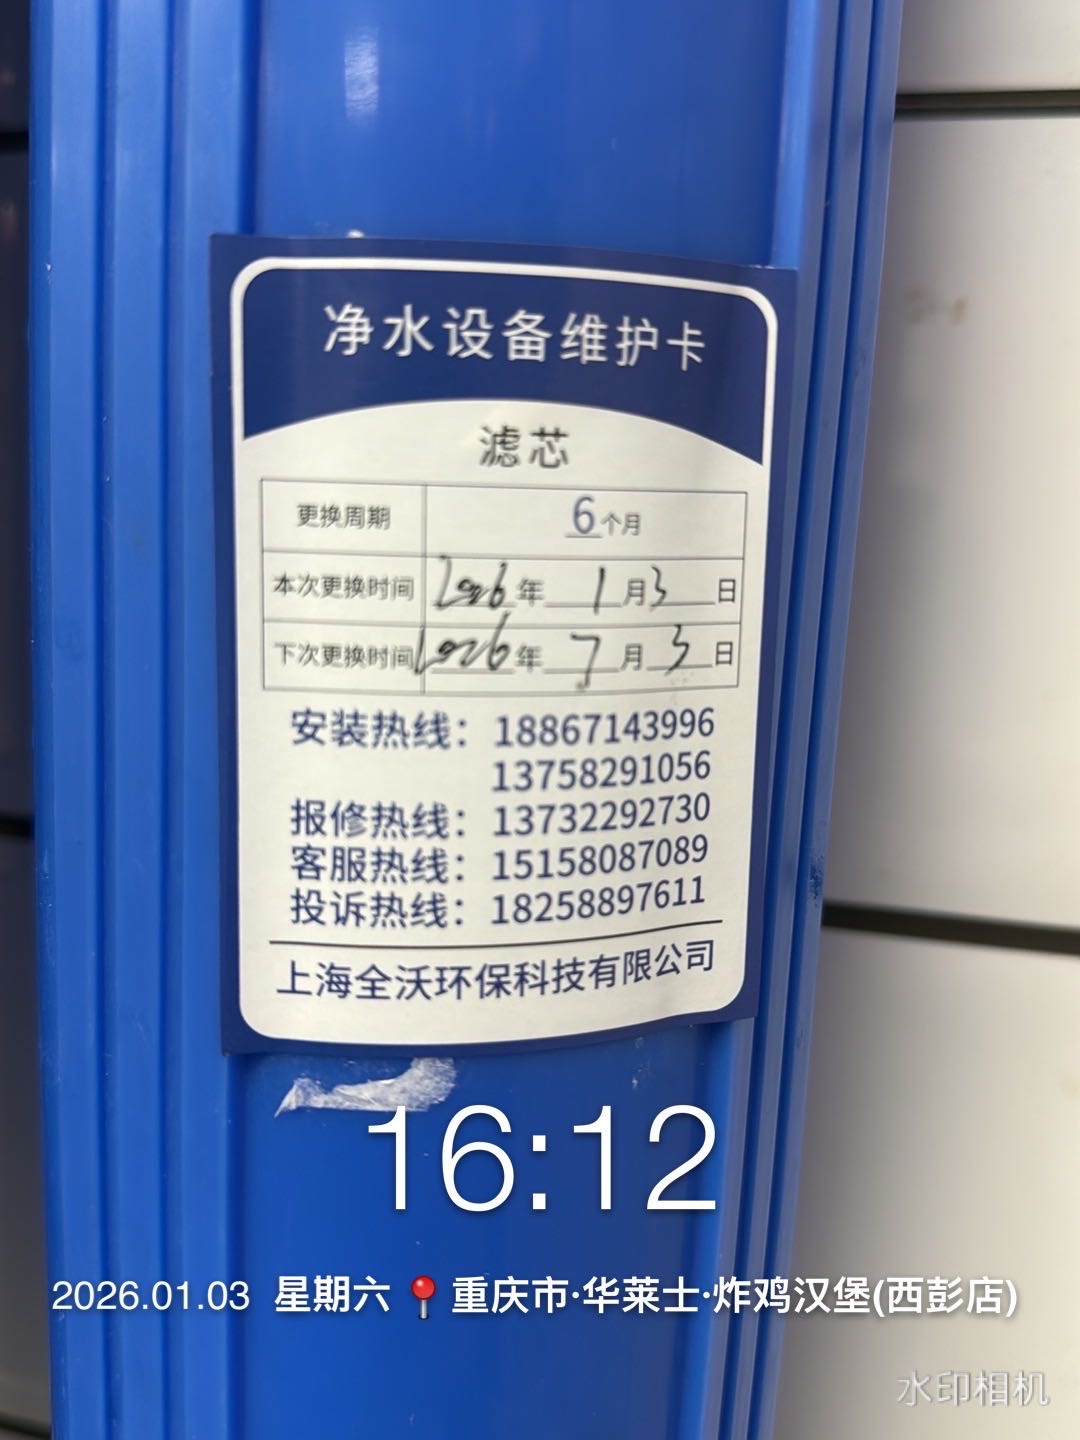 净水设备维护卡
滤芯
更换周期 6个月
本次更换时间 2026年1月3日
下次更换时间 2026年7月3日
安装热线：18867143996
13758291056
报修热线：13732292730
客服热线：15158087089
投诉热线：18258897611
上海全沃环保科技有限公司
16:12
2026.01.03 星期六 📍重庆市·华莱士·炸鸡汉堡(西彭店)
水印相机